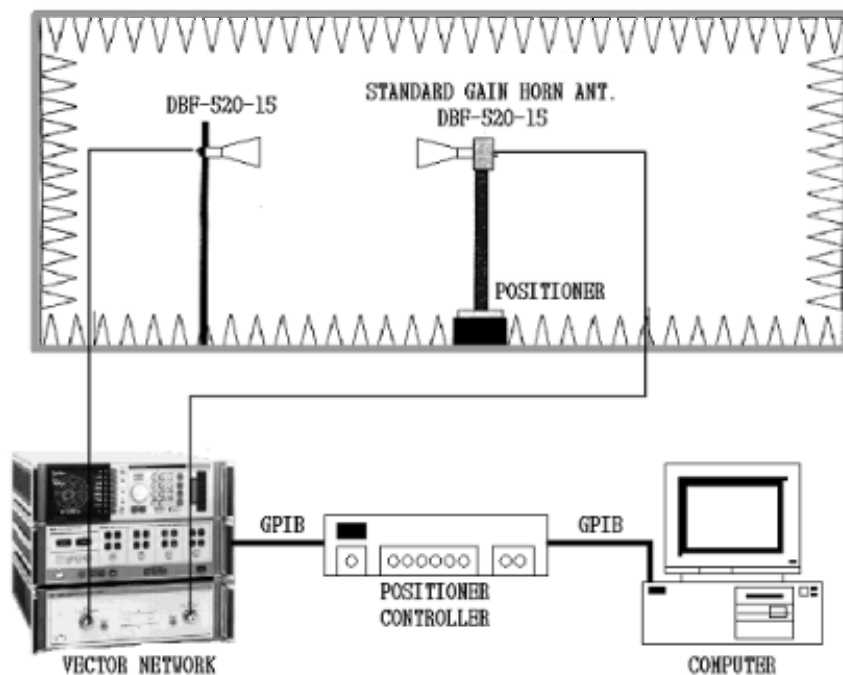 DBF-520-15
STANDARD GAIN HORN ANT.
DBF-520-15
POSITIONER
GPIB
GPIB
POSITIONER
CONTROLLER
VECTOR NETWORK
COMPUTER